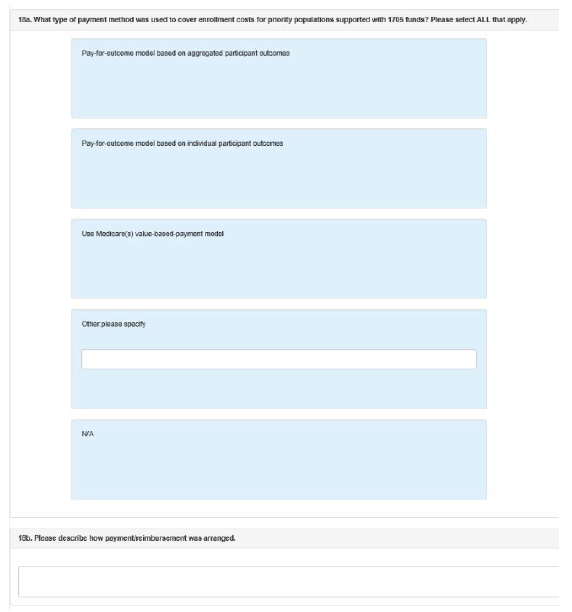 18a. What type of payment method was used to cover enrollment costs for priority populations supported with 1705 funds? Please select ALL that apply.
Pay-for-outcome model based on aggregated participant outcomes
Pay-for-outcome model based on individual participant outcomes
Use Medicare(s) value-based-payment model
Other:please specify
N/A
18b. Please describe how payment/reimbursement was arranged.